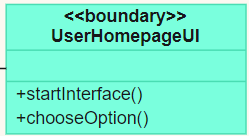 <<boundary>>
UserHomepageUI
+startInterface()
+chooseOption()